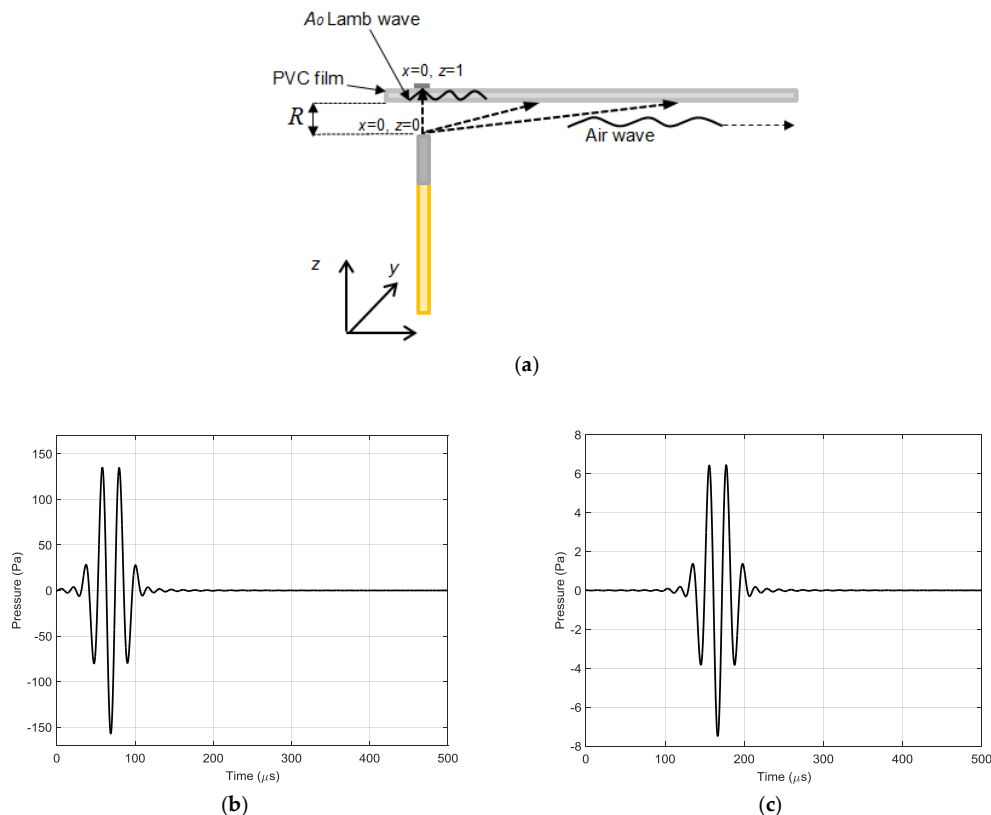 A0 Lamb wave
PVC film
x=0, z=1
R
x=0, z=0
Air wave
z
y
(a)
150
100
50
0
-50
-100
-150
Pressure (Pa)
0 100 200 300 400 500
Time (μs)
(b)
8
6
4
2
0
-2
-4
-6
-8
Pressure (Pa)
0 100 200 300 400 500
Time (μs)
(c)